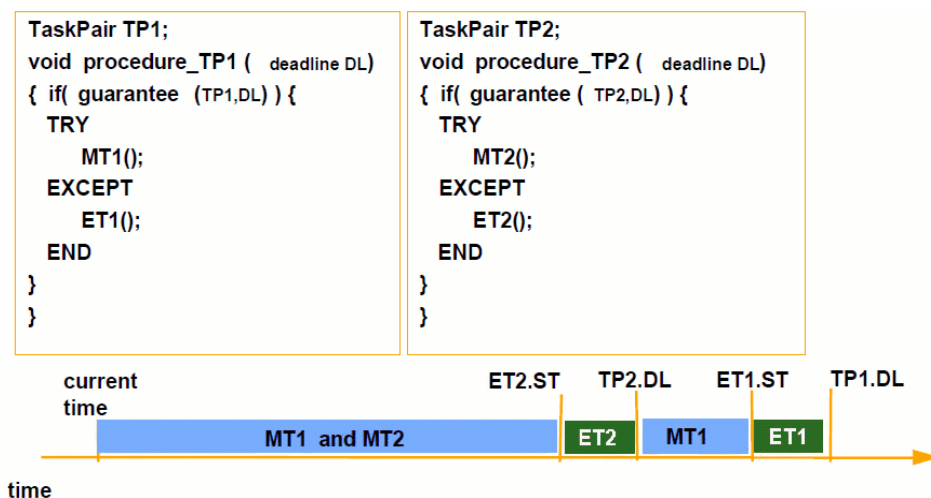 TaskPair TP1;
void procedure_TP1 ( deadline DL)
{ if( guarantee (TP1,DL) ) {
TRY
MT1();
EXCEPT
ET1();
END
}
}
TaskPair TP2;
void procedure_TP2 ( deadline DL)
{ if( guarantee ( TP2,DL) ) {
TRY
MT2();
EXCEPT
ET2();
END
}
}
current
time
ET2.ST
TP2.DL
ET1.ST
TP1.DL
MT1 and MT2
ET2
MT1
ET1
time